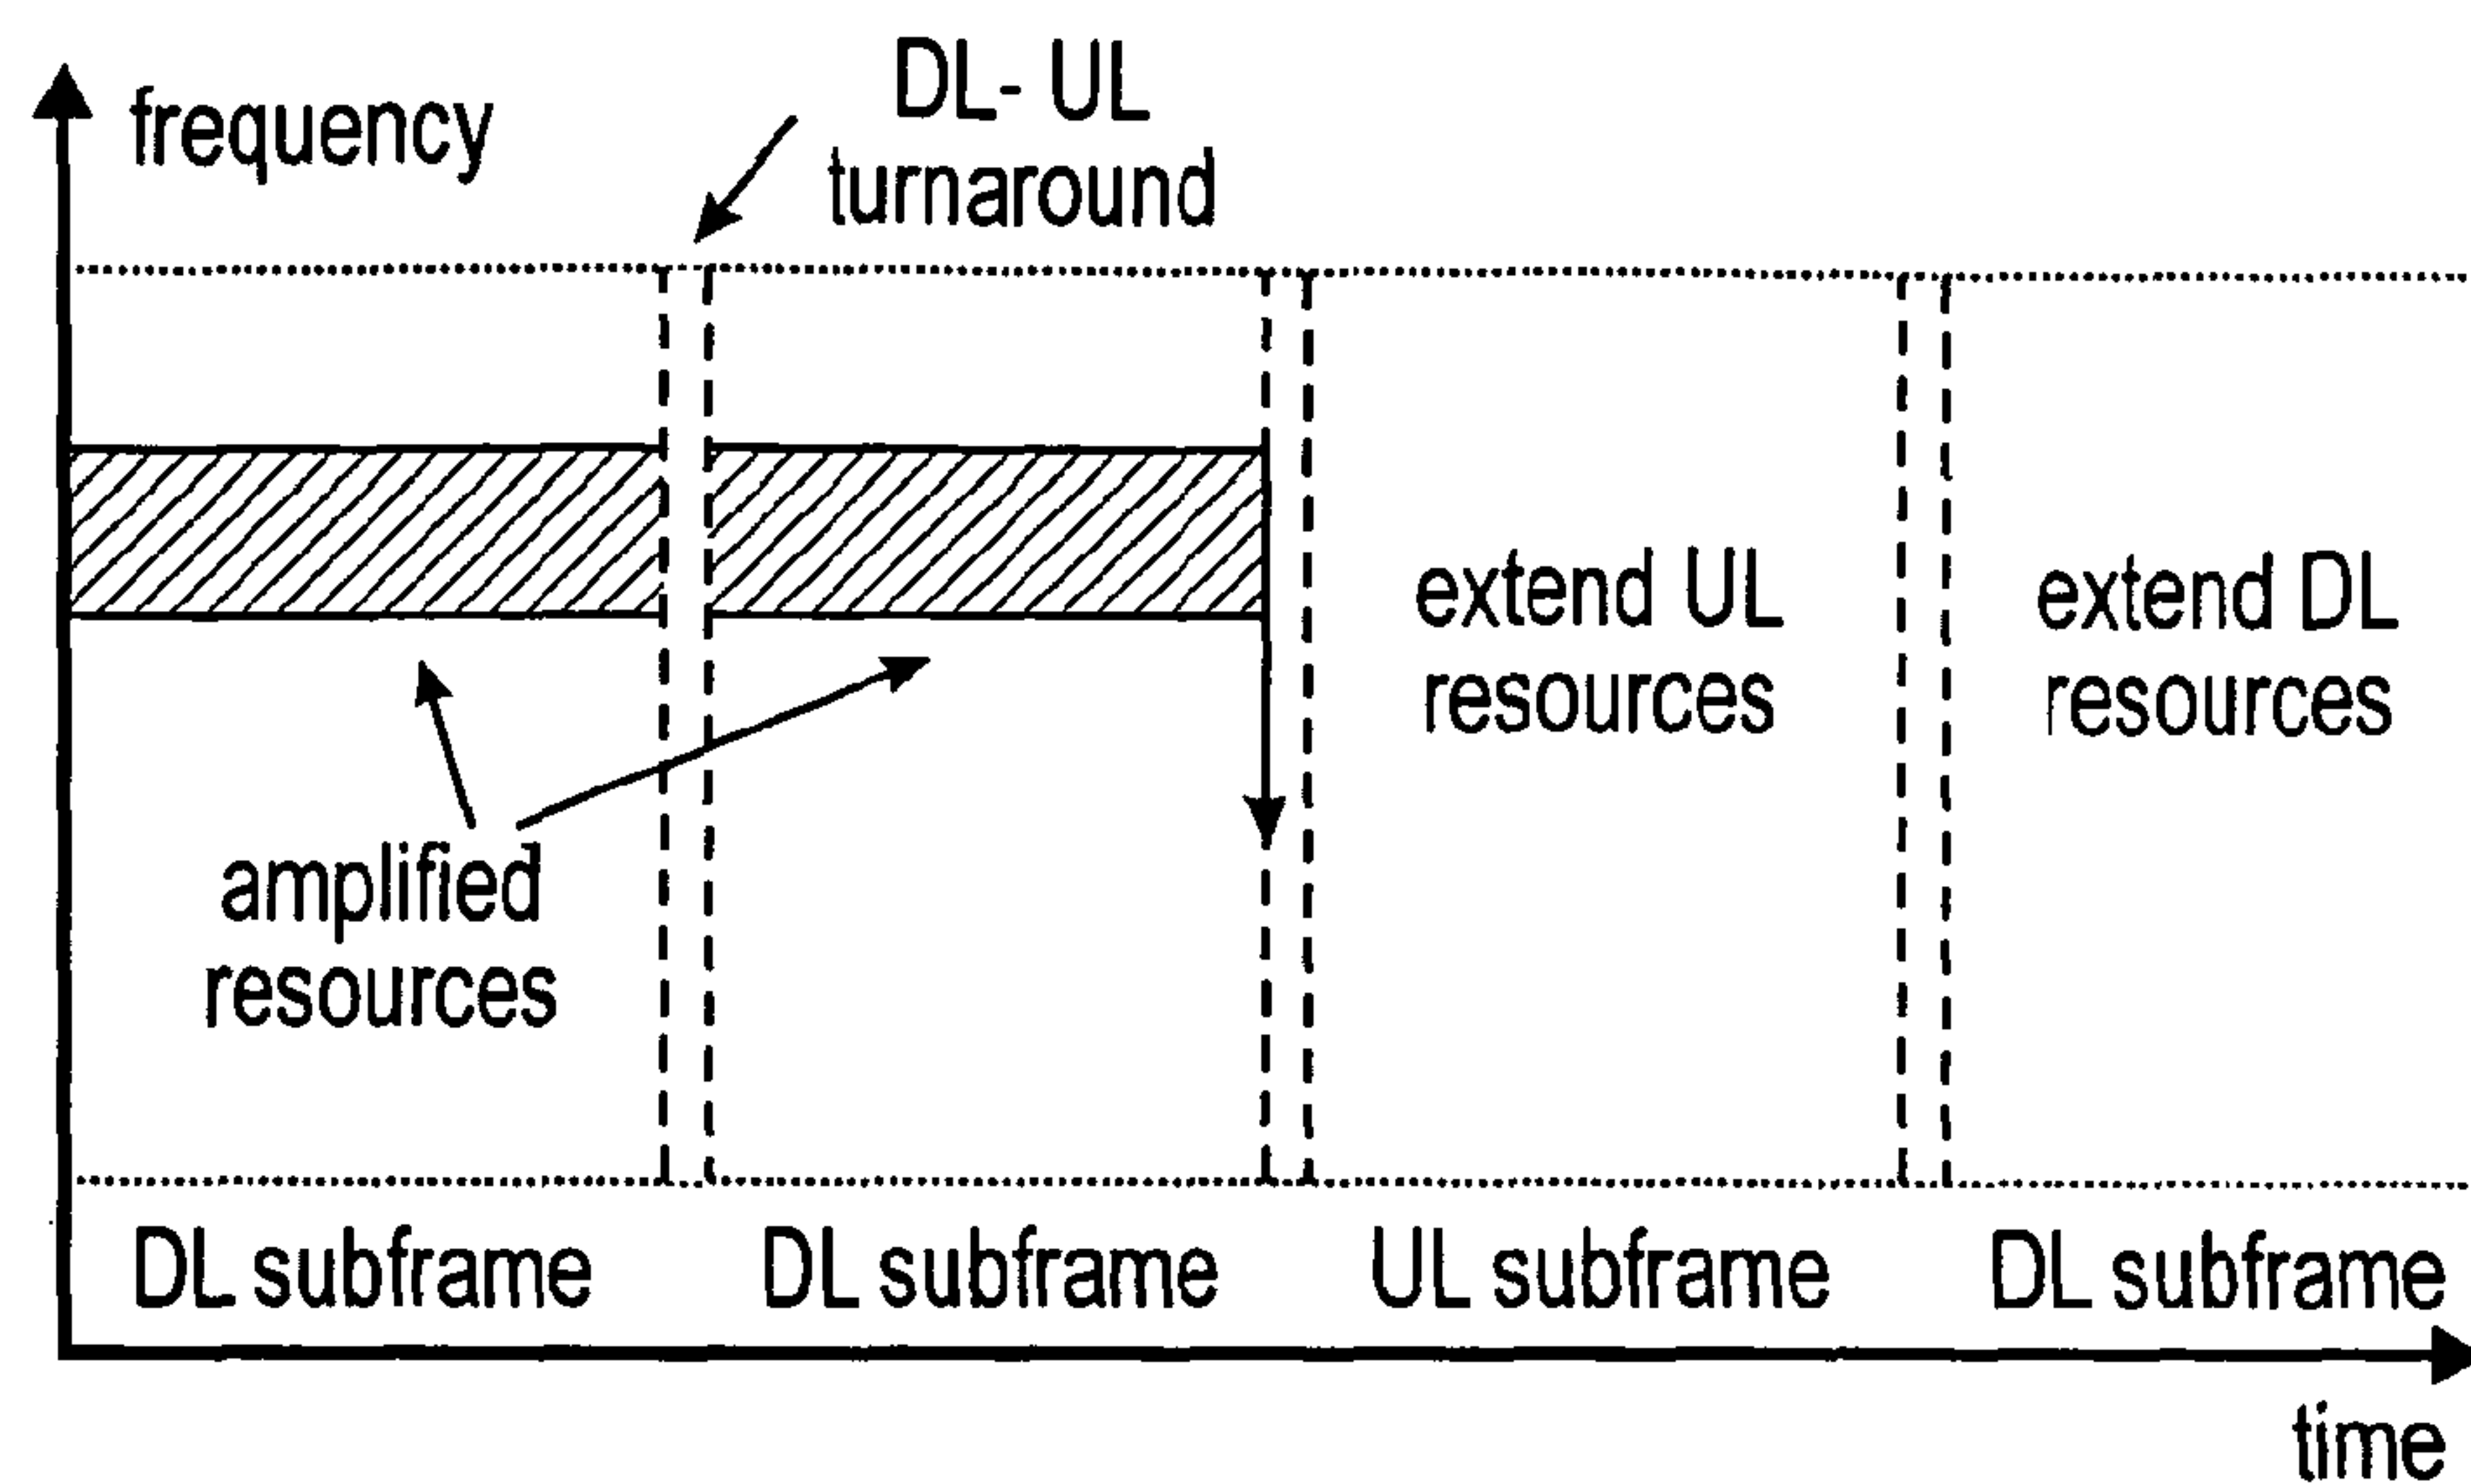 frequency
DL- UL
turnaround
extend UL
resources
extend DL
resources
amplified
resources
DL subframe
DL subframe
UL subframe
DL subframe
time